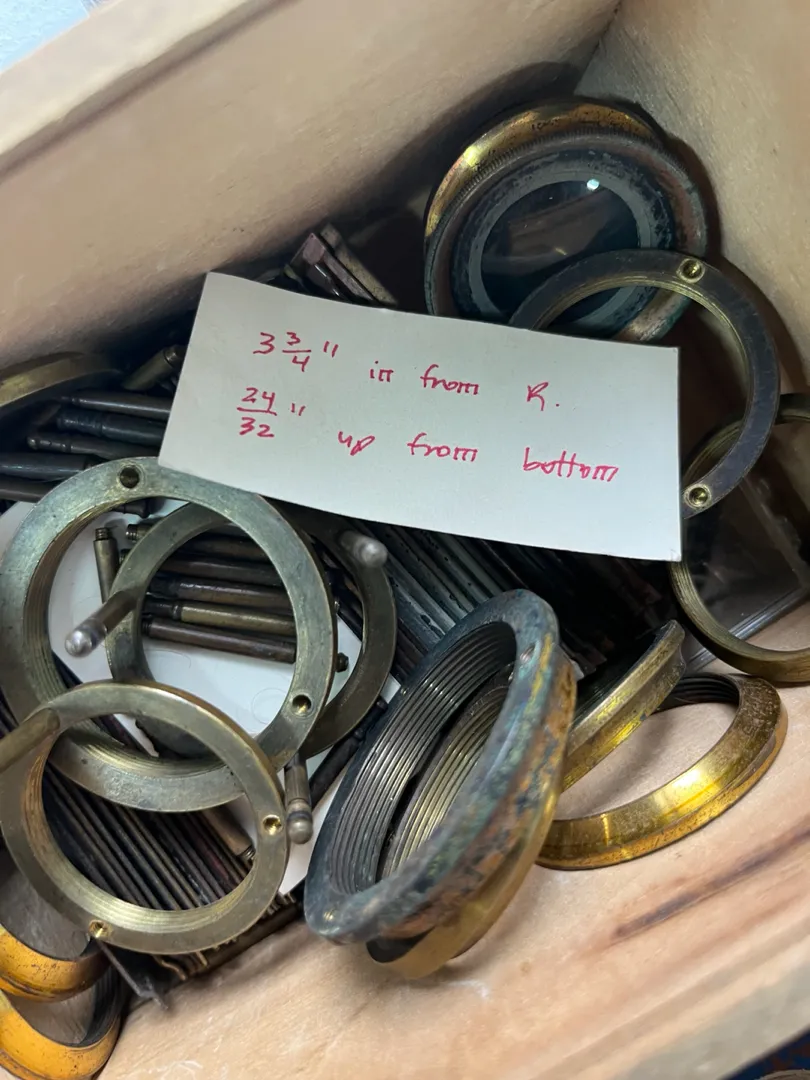 3 3/4" in from R.
24/32" up from bottom